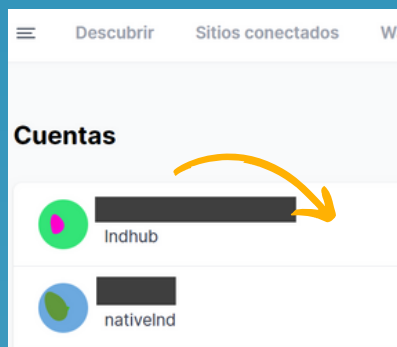 Descubrir Sitios conectados W
Cuentas
lndhub
nativelnd